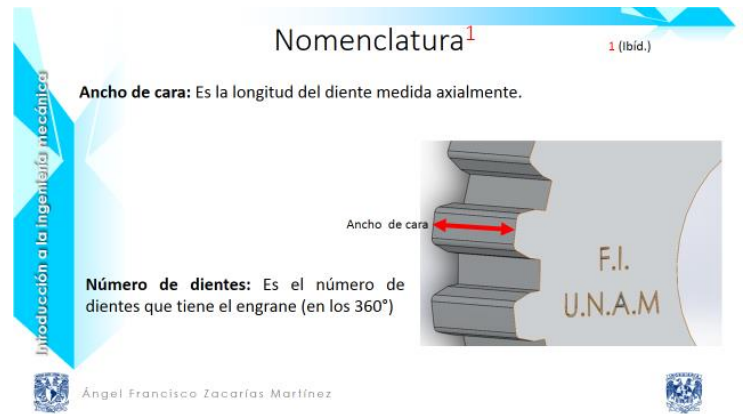 Nomenclatura1
1 (Ibíd.)
Ancho de cara: Es la longitud del diente medida axialmente.
Ancho de cara
Número de dientes: Es el número de
dientes que tiene el engrane (en los 360°)
F.I.
U.N.A.M
Introducción a la ingeniería mecánica
Ángel Francisco Zacarías Martínez